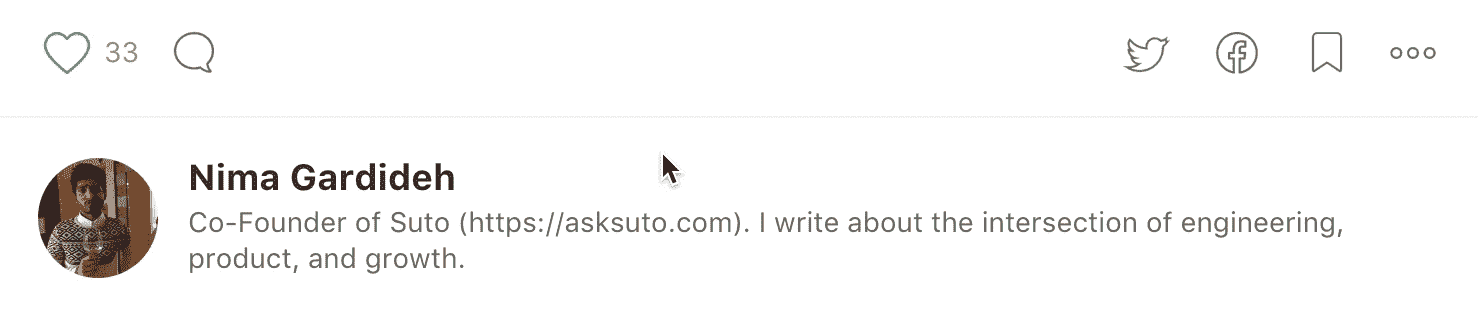 33
Nima Gardideh
Co-Founder of Suto (https://asksuto.com). I write about the intersection of engineering,
product, and growth.